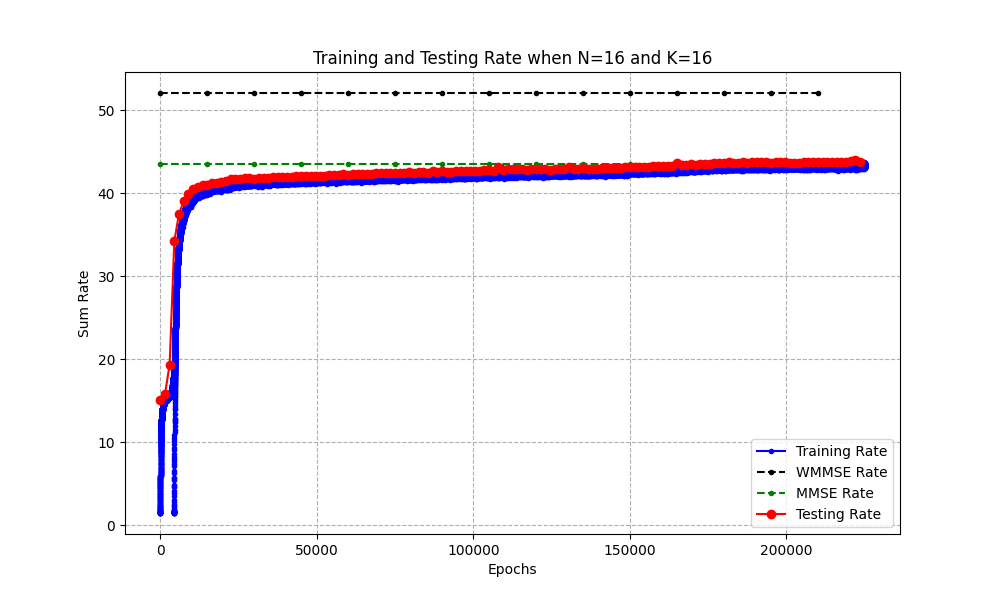 Training and Testing Rate when N=16 and K=16
50
40
30
20
10
0
Sum Rate
0 50000 100000 150000 200000
Epochs
Training Rate
WMMSE Rate
MMSE Rate
Testing Rate